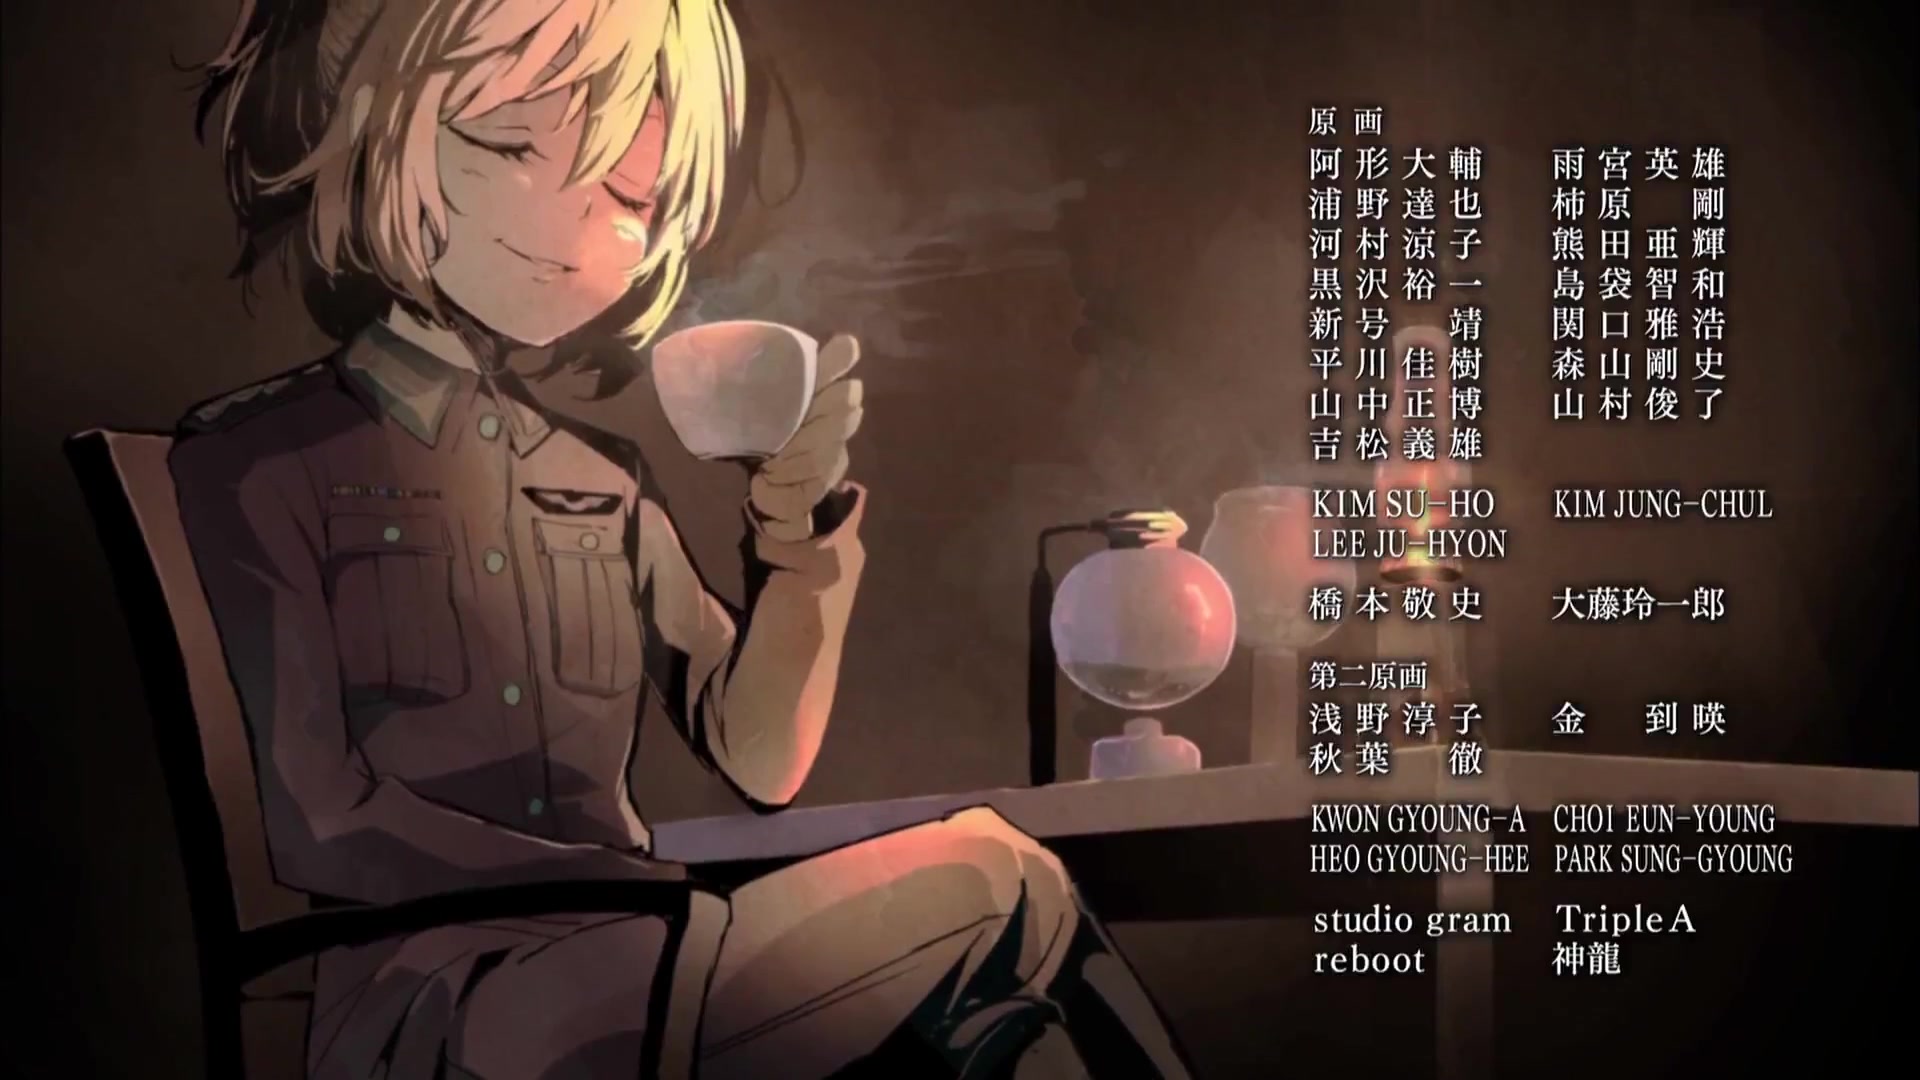 原画
阿形大輔 雨宮英雄
浦野達也 柿原 剛
河村涼子 熊田亜輝
黒沢裕一 島袋智和
新号 靖 関口雅浩
平川佳樹 森山剛史
山中正博 山村俊了
吉松義雄
KIM SU-HO KIM JUNG-CHUL
LEE JU-HYON
橋本敬史 大藤玲一郎
第二原画
浅野淳子 金 到暎
秋葉 徹
KWON GYOUNG-A CHOI EUN-YOUNG
HEO GYOUNG-HEE PARK SUNG-GYOUNG
studio gram Triple A
reboot 神龍